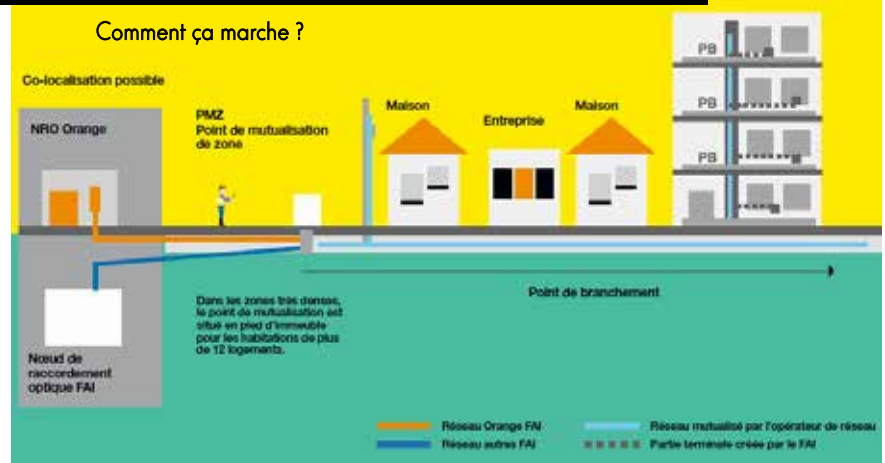 Comment ça marche ?
Co-localisation possible
NRO Orange
PMZ
Point de mutualisation
de zone
Maison
Entreprise
Maison
PB
PB
PB
Point de branchement
Dans les zones très denses,
le point de mutualisation est
situé en pied d'immeuble
pour les habitations de plus
de 12 logements.
Nœud de
raccordement
optique FAI
Réseau Orange FAI
Réseau autres FAI
Réseau mutualisé par l'opérateur de réseau
Partie terminale créée par le FAI